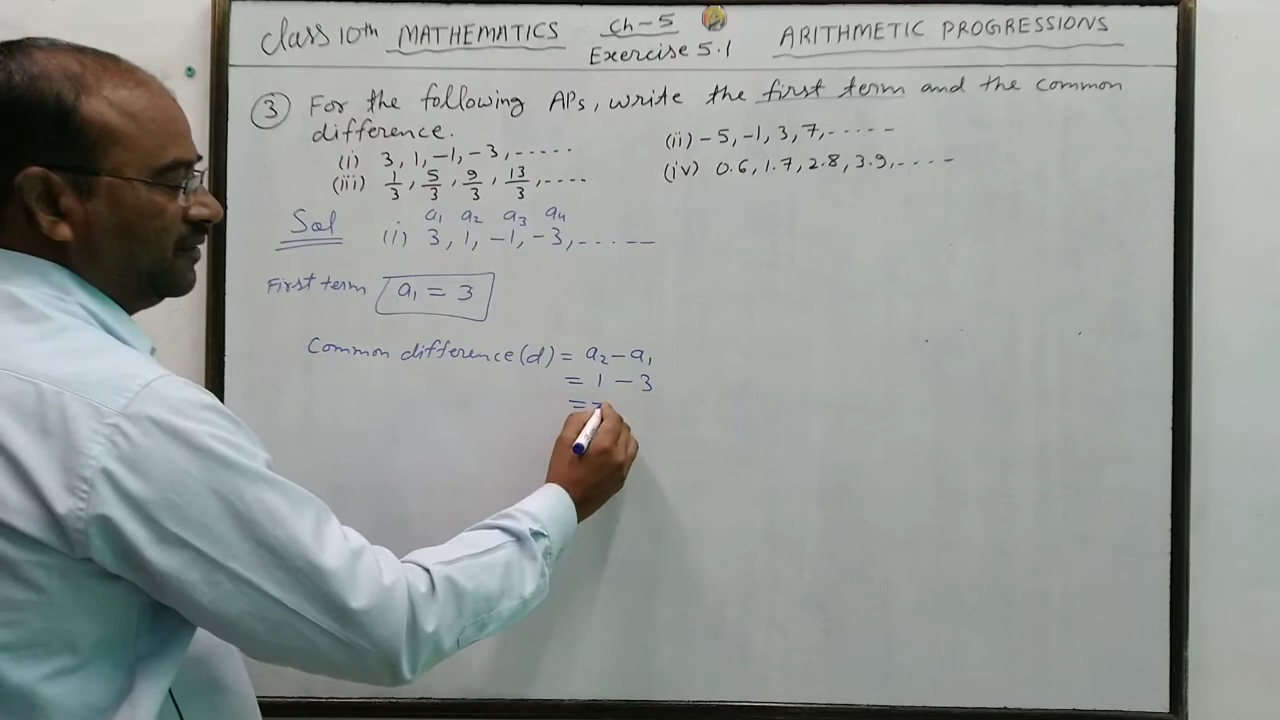 Class 10th MATHEMATICS Ch-5 ARITHMETIC PROGRESSIONS
Exercise 5.1
③ For the following APs, write the first term and the common
difference.
(i) 3, 1, -1, -3, ......
(ii) -5, -1, 3, 7, ......
(iii) 1/3, 5/3, 9/3, 13/3, ....
(iv) 0.6, 1.7, 2.8, 3.9, ....
Sol
a₁ a₂ a₃ a₄
(i) 3, 1, -1, -3, ......
First term a₁ = 3
Common difference (d) = a₂ - a₁
= 1 - 3
= -